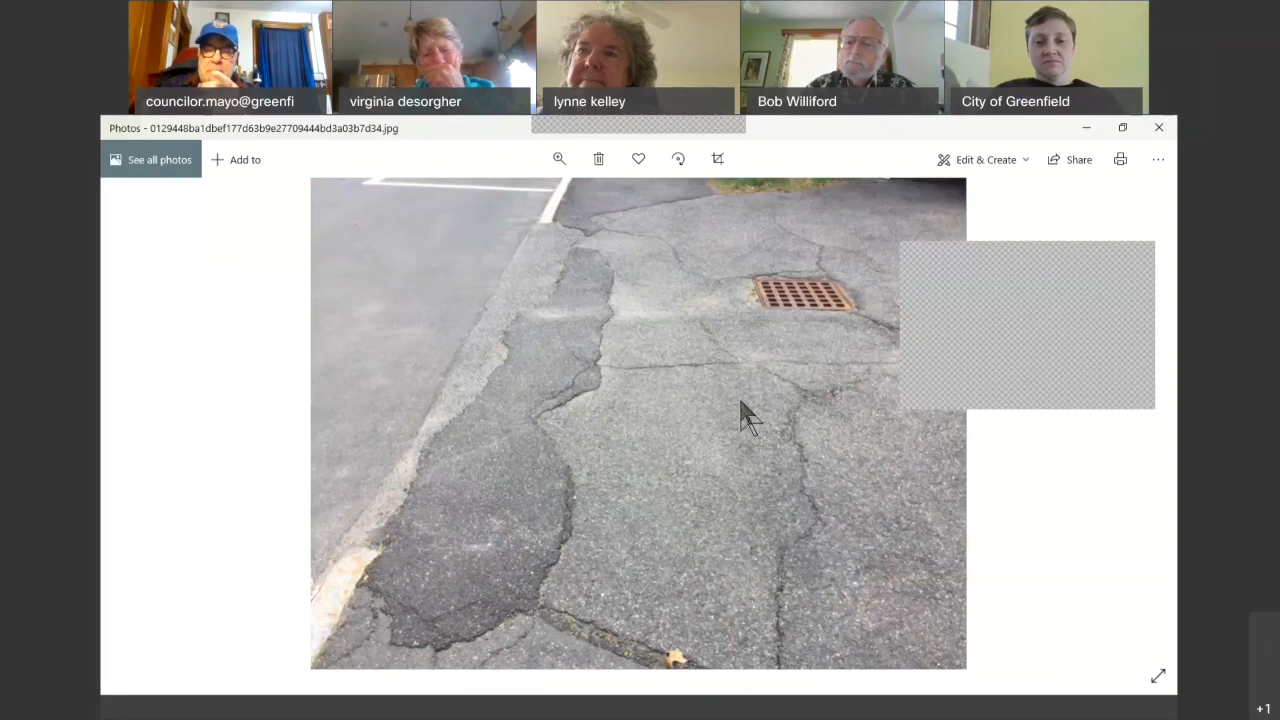 councilor.mayo@greenfi
virginia desorgher
lynne kelley
Bob Williford
City of Greenfield
Photos - 0129448ba1dbef177d63b9e27709444bd3a03b7d34.jpg
See all photos
Add to
Edit & Create
Share
+1